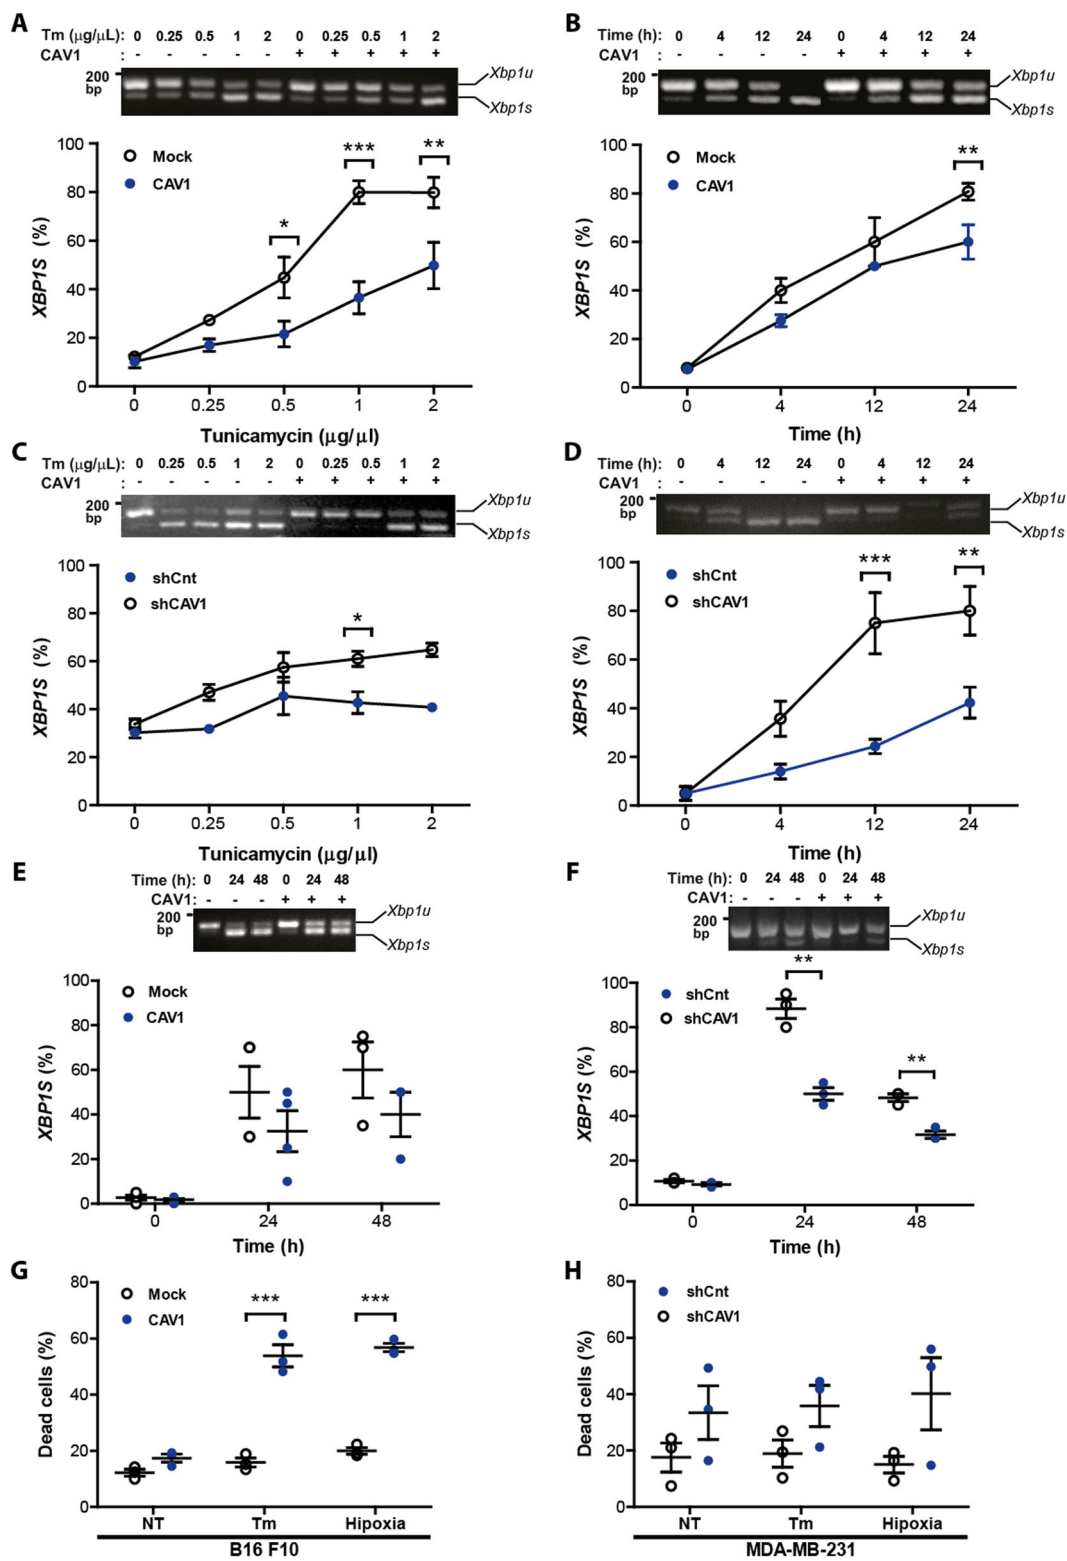 A
Tm (μg/μL): 0 0.25 0.5 1 2 0 0.25 0.5 1 2
CAV1 : - - - - - + + + + +
200
bp
Xbp1u
Xbp1s
100
80
60
40
20
0
XBP1S (%)
Mock
CAV1
*
***
**
0 0.25 0.5 1 2
Tunicamycin (μg/μl)
B
Time (h): 0 4 12 24 0 4 12 24
CAV1 : - - - - + + + +
200
bp
Xbp1u
Xbp1s
100
80
60
40
20
0
XBP1S (%)
Mock
CAV1
**
0 4 12 24
Time (h)
C
Tm (μg/μL): 0 0.25 0.5 1 2 0 0.25 0.5 1 2
CAV1 : - - - - - + + + + +
200
bp
Xbp1u
Xbp1s
100
80
60
40
20
0
XBP1S (%)
shCnt
shCAV1
*
0 0.25 0.5 1 2
Tunicamycin (μg/μl)
D
Time (h): 0 4 12 24 0 4 12 24
CAV1 : - - - - + + + +
200
bp
Xbp1u
Xbp1s
100
80
60
40
20
0
XBP1S (%)
shCnt
shCAV1
***
**
0 4 12 24
Time (h)
E
Time (h): 0 24 48 0 24 48
CAV1: - - - + + +
200
bp
Xbp1u
Xbp1s
100
80
60
40
20
0
XBP1S (%)
Mock
CAV1
0 24 48
Time (h)
F
Time (h): 0 24 48 0 24 48
CAV1: - - - + + +
200
bp
Xbp1u
Xbp1s
100
80
60
40
20
0
XBP1S (%)
shCnt
shCAV1
**
**
0 24 48
Time (h)
G
80
60
40
20
0
Dead cells (%)
Mock
CAV1
***
***
NT Tm Hipoxia
B16 F10
H
80
60
40
20
0
Dead cells (%)
shCnt
shCAV1
NT Tm Hipoxia
MDA-MB-231